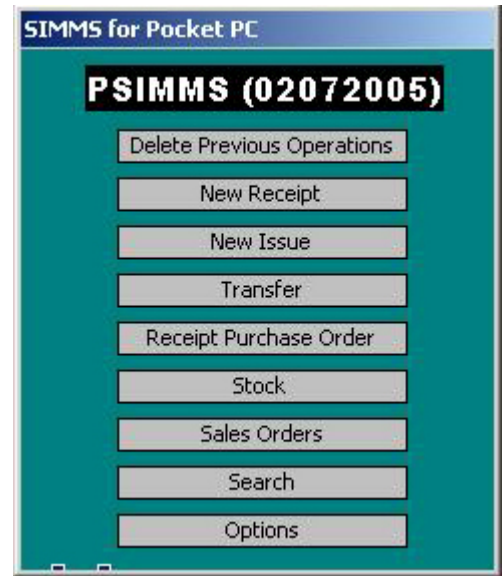 SIMMS for Pocket PC
PSIMMS (02072005)
Delete Previous Operations
New Receipt
New Issue
Transfer
Receipt Purchase Order
Stock
Sales Orders
Search
Options